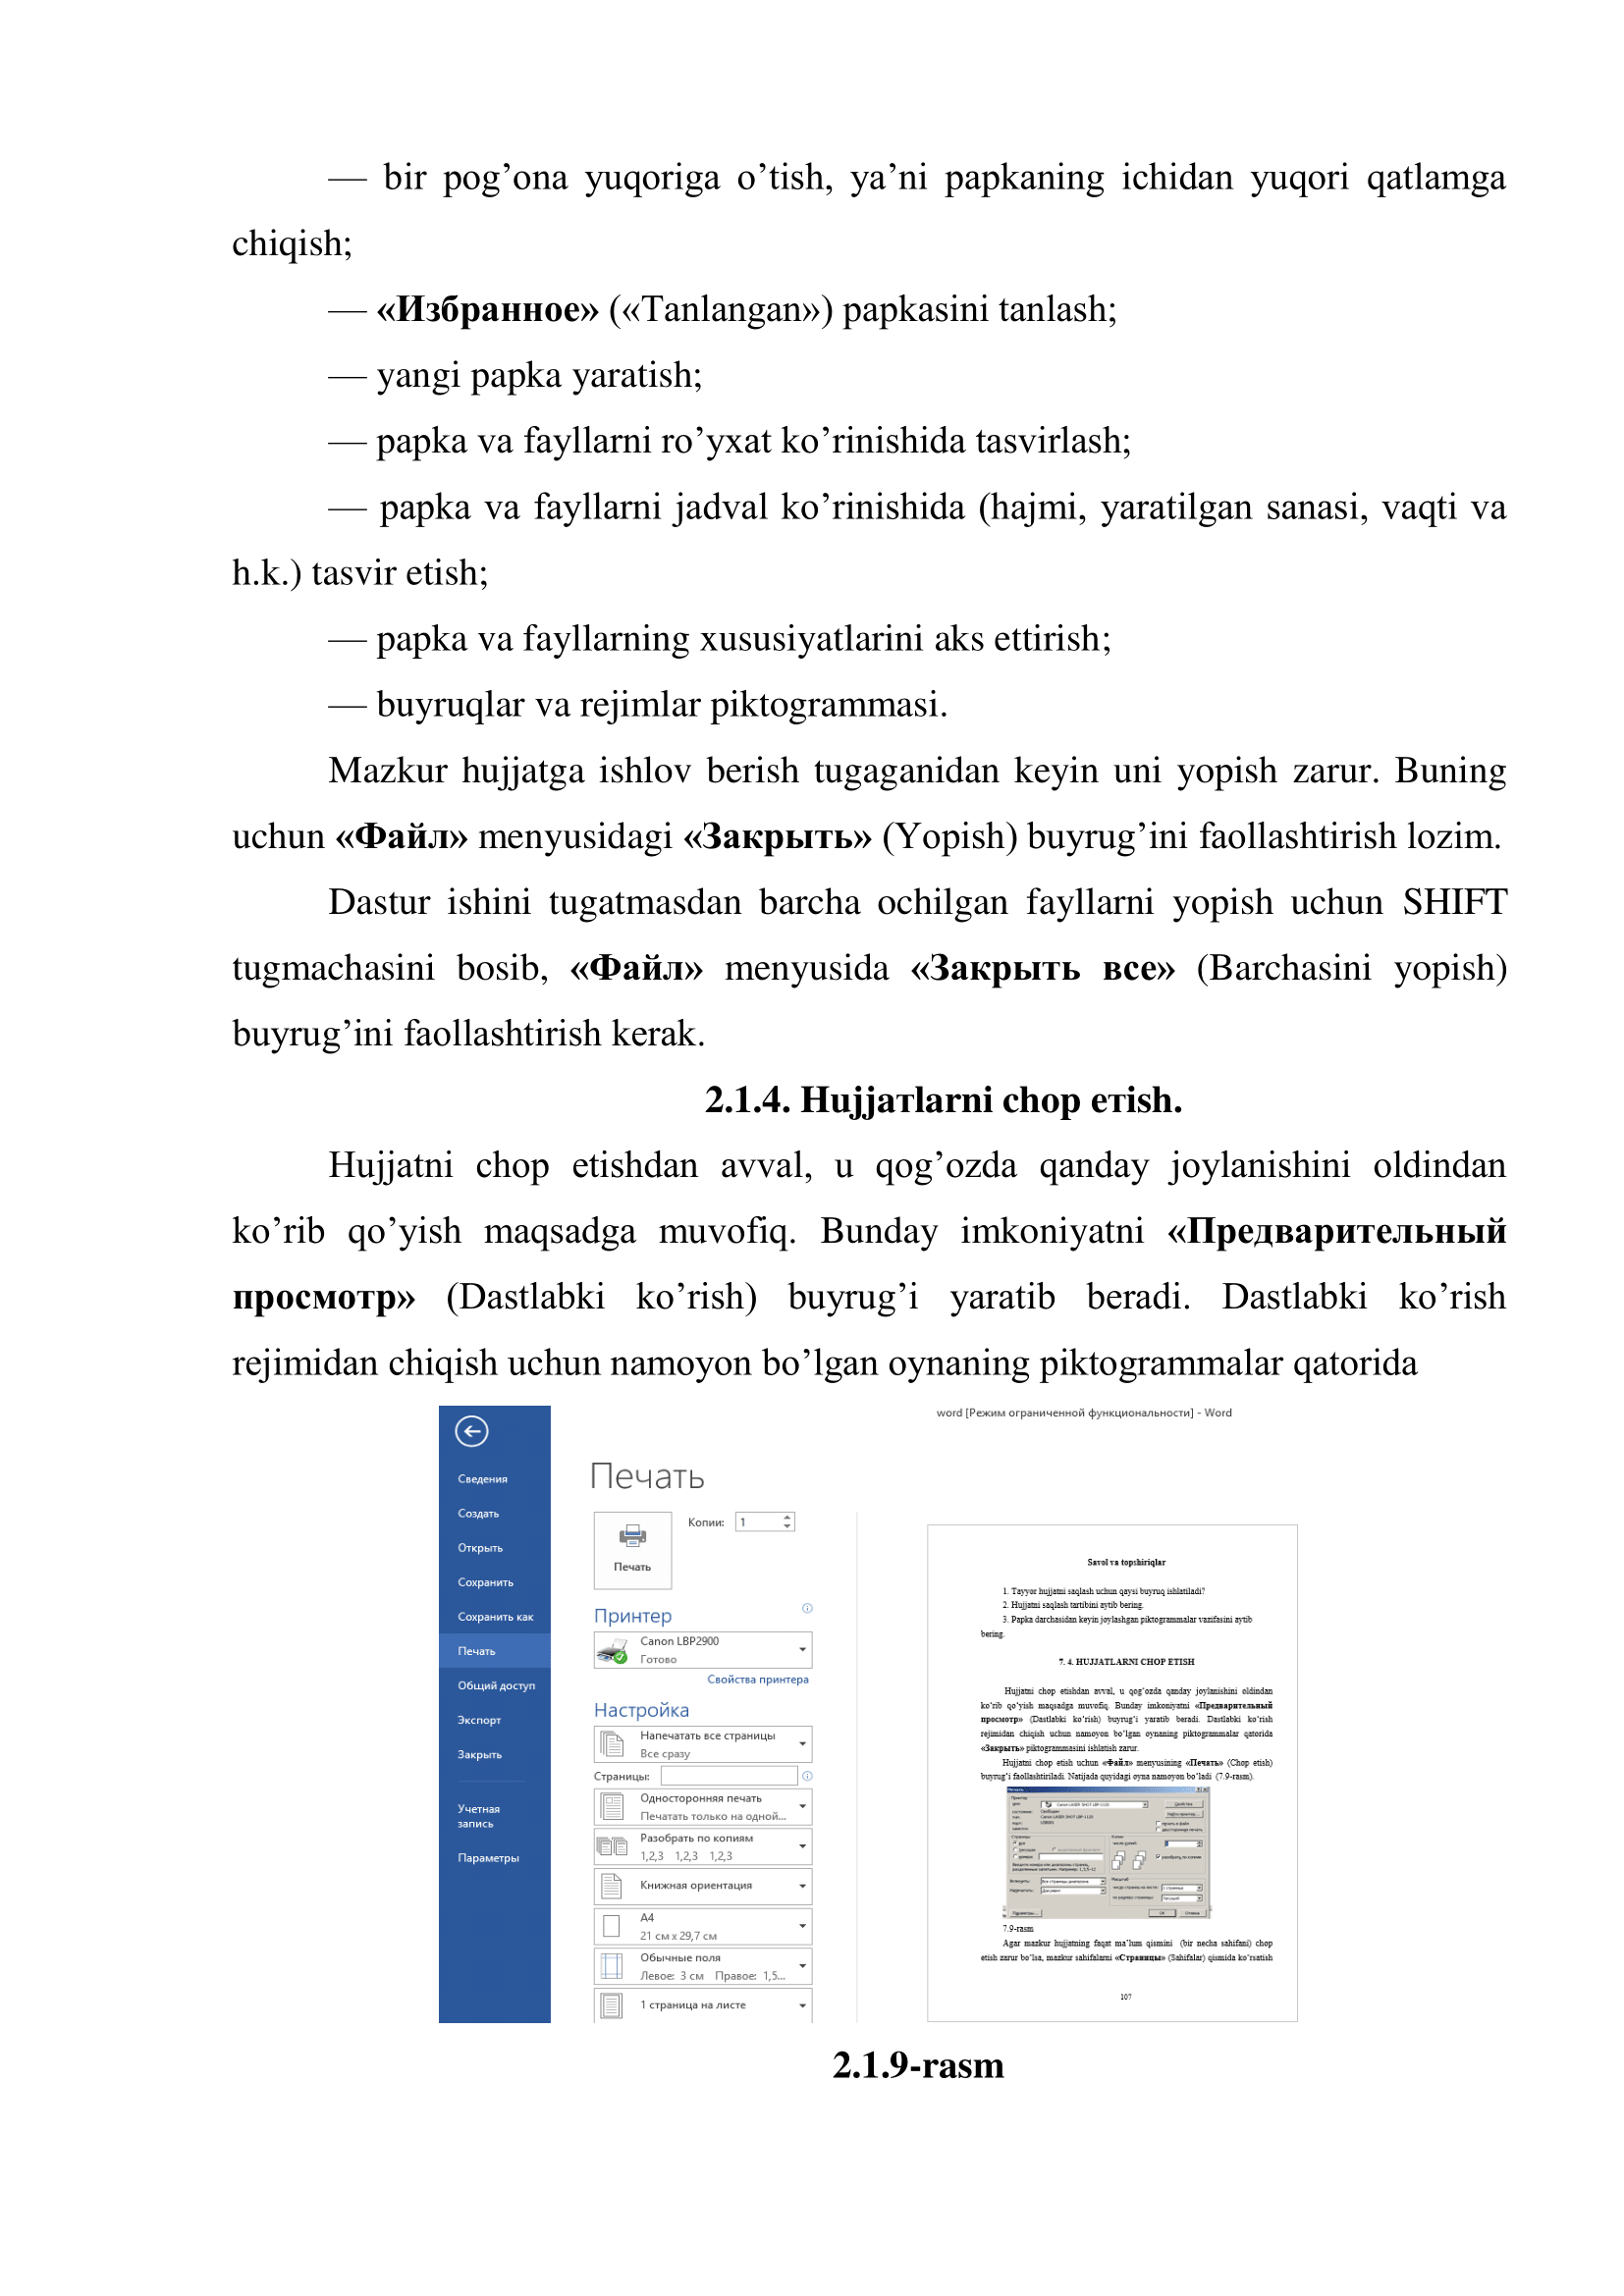 — bir pog’ona yuqoriga o’tish, ya’ni papkaning ichidan yuqori qatlamga
chiqish;
— «Избранное» («Tanlangan») papkasini tanlash;
— yangi papka yaratish;
— papka va fayllarni ro’yxat ko’rinishida tasvirlash;
— papka va fayllarni jadval ko’rinishida (hajmi, yaratilgan sanasi, vaqti va
h.k.) tasvir etish;
— papka va fayllarning xususiyatlarini aks ettirish;
— buyruqlar va rejimlar piktogrammasi.
Mazkur hujjatga ishlov berish tugaganidan keyin uni yopish zarur. Buning
uchun «Файл» menyusidagi «Закрыть» (Yopish) buyrug’ini faollashtirish lozim.
Dastur ishini tugatmasdan barcha ochilgan fayllarni yopish uchun SHIFT
tugmachasini bosib, «Файл» menyusida «Закрыть все» (Barchasini yopish)
buyrug’ini faollashtirish kerak.
2.1.4. Hujjaтlarni chop eтish.
Hujjatni chop etishdan avval, u qog’ozda qanday joylanishini oldindan
ko’rib qo’yish maqsadga muvofiq. Bunday imkoniyatni «Предварительный
просмотр» (Dastlabki ko’rish) buyrug’i yaratib beradi. Dastlabki ko’rish
rejimidan chiqish uchun namoyon bo’lgan oynaning piktogrammalar qatorida
word [Режим ограниченной функциональности] - Word
Сведения
Создать
Открыть
Сохранить
Сохранить как
Печать
Общий доступ
Экспорт
Закрыть
Учетная
запись
Параметры
Печать
Копии: 1
Печать
Принтер
Canon LBP2900
Готово
Свойства принтера
Настройка
Напечатать все страницы
Все сразу
Страницы:
Односторонняя печать
Печатать только на одной...
Разобрать по копиям
1,2,3 1,2,3 1,2,3
Книжная ориентация
A4
21 см x 29,7 см
Обычные поля
Левое: 3 см Правое: 1,5...
1 страница на листе
Savol va topshiriqlar
1. Tayyor hujjatni saqlash uchun qaysi buyruq ishlatiladi?
2. Hujjatni saqlash tartibini aytib bering.
3. Papka darchasidan keyin joylashgan piktogrammalar vazifasini aytib
bering.
7. 4. HUJJATLARNI CHOP ETISH
Hujjatni chop etishdan avval, u qog’ozda qanday joylanishini oldindan
ko’rib qo’yish maqsadga muvofiq. Bunday imkoniyatni «Предварительный
просмотр» (Dastlabki ko’rish) buyrug’i yaratib beradi. Dastlabki ko’rish
rejimidan chiqish uchun namoyon bo’lgan oynaning piktogrammalar qatorida
«Закрыть» piktogrammasini ishlatish zarur.
Hujjatni chop etish uchun «Файл» menyusining «Печать» (Chop etish)
buyrug’i faollashtiriladi. Natijada quyidagi oyna namoyon bo’ladi (7.9-rasm).
7.9-rasm
Agar mazkur hujjatning faqat ma’lum qismini (bir necha sahifani) chop
etish zarur bo’lsa, mazkur sahifalarni «Страницы» (Sahifalar) qismida ko’rsatish
107
2.1.9-rasm